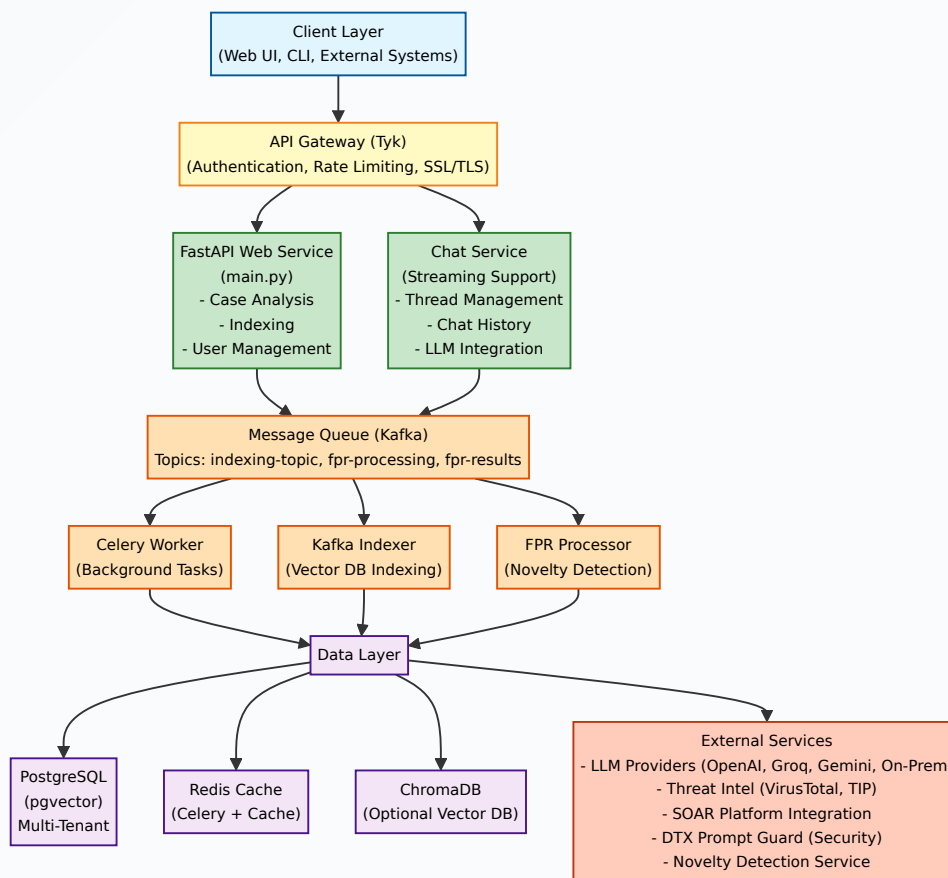 Client Layer
(Web UI, CLI, External Systems)
API Gateway (Tyk)
(Authentication, Rate Limiting, SSL/TLS)
FastAPI Web Service
(main.py)
- Case Analysis
- Indexing
- User Management
Chat Service
(Streaming Support)
- Thread Management
- Chat History
- LLM Integration
Message Queue (Kafka)
Topics: indexing-topic, fpr-processing, fpr-results
Celery Worker
(Background Tasks)
Kafka Indexer
(Vector DB Indexing)
FPR Processor
(Novelty Detection)
Data Layer
PostgreSQL
(pgvector)
Multi-Tenant
Redis Cache
(Celery + Cache)
ChromaDB
(Optional Vector DB)
External Services
- LLM Providers (OpenAI, Groq, Gemini, On-Prem
- Threat Intel (VirusTotal, TIP)
- SOAR Platform Integration
- DTX Prompt Guard (Security)
- Novelty Detection Service